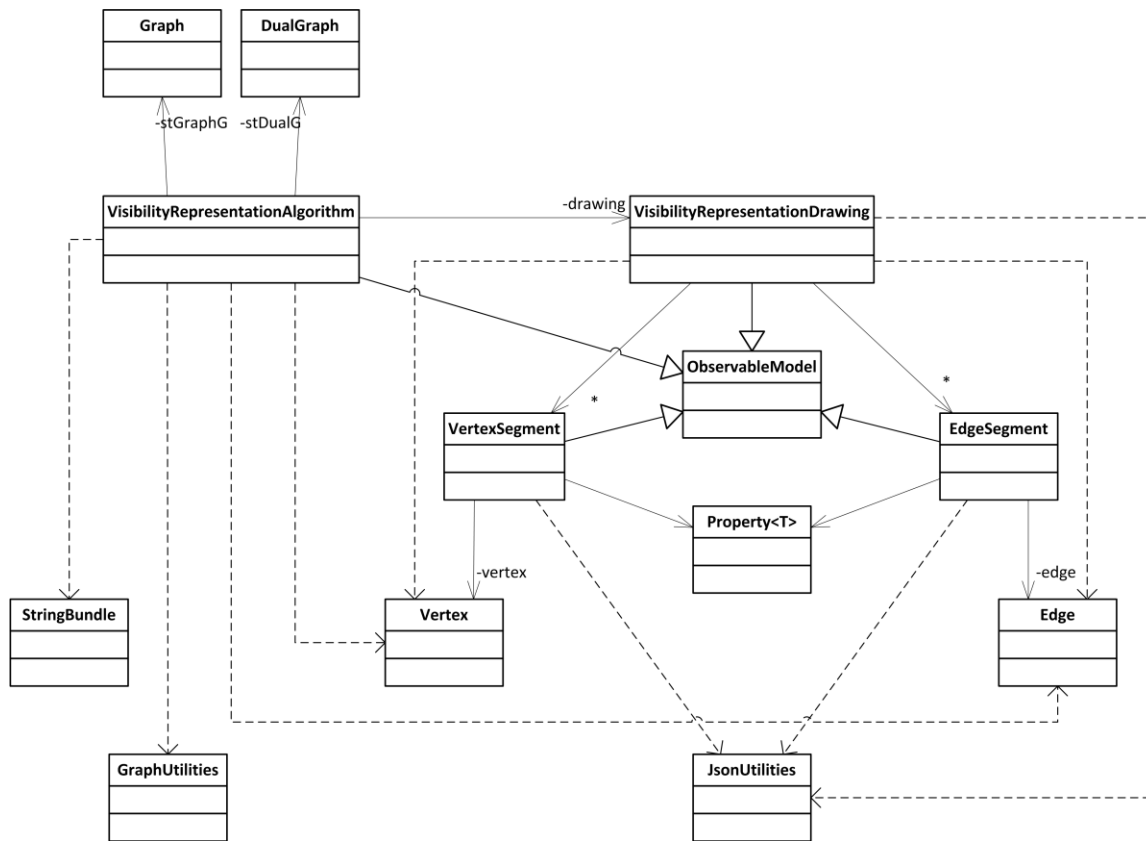 Graph
DualGraph
-stGraphG
-stDualG
VisibilityRepresentationAlgorithm
-drawing
VisibilityRepresentationDrawing
ObservableModel
*
*
VertexSegment
EdgeSegment
Property<T>
-vertex
-edge
StringBundle
Vertex
Edge
GraphUtilities
JsonUtilities